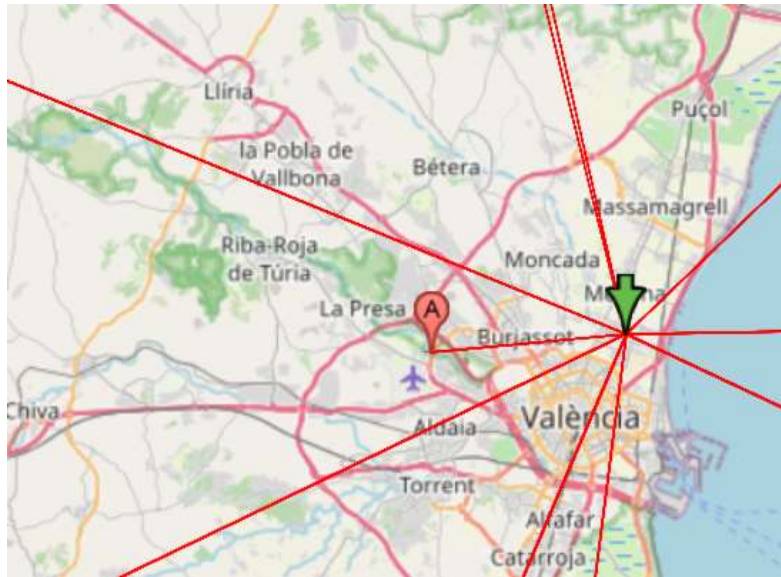 Llíria
Puçol
la Pobla de
Vallbona
Bétera
Massamagrell
Riba-Roja
de Túria
Moncada
La Presa
A
Burjassot
Chiva
València
Aldaia
Torrent
Alfafar
Catarroja